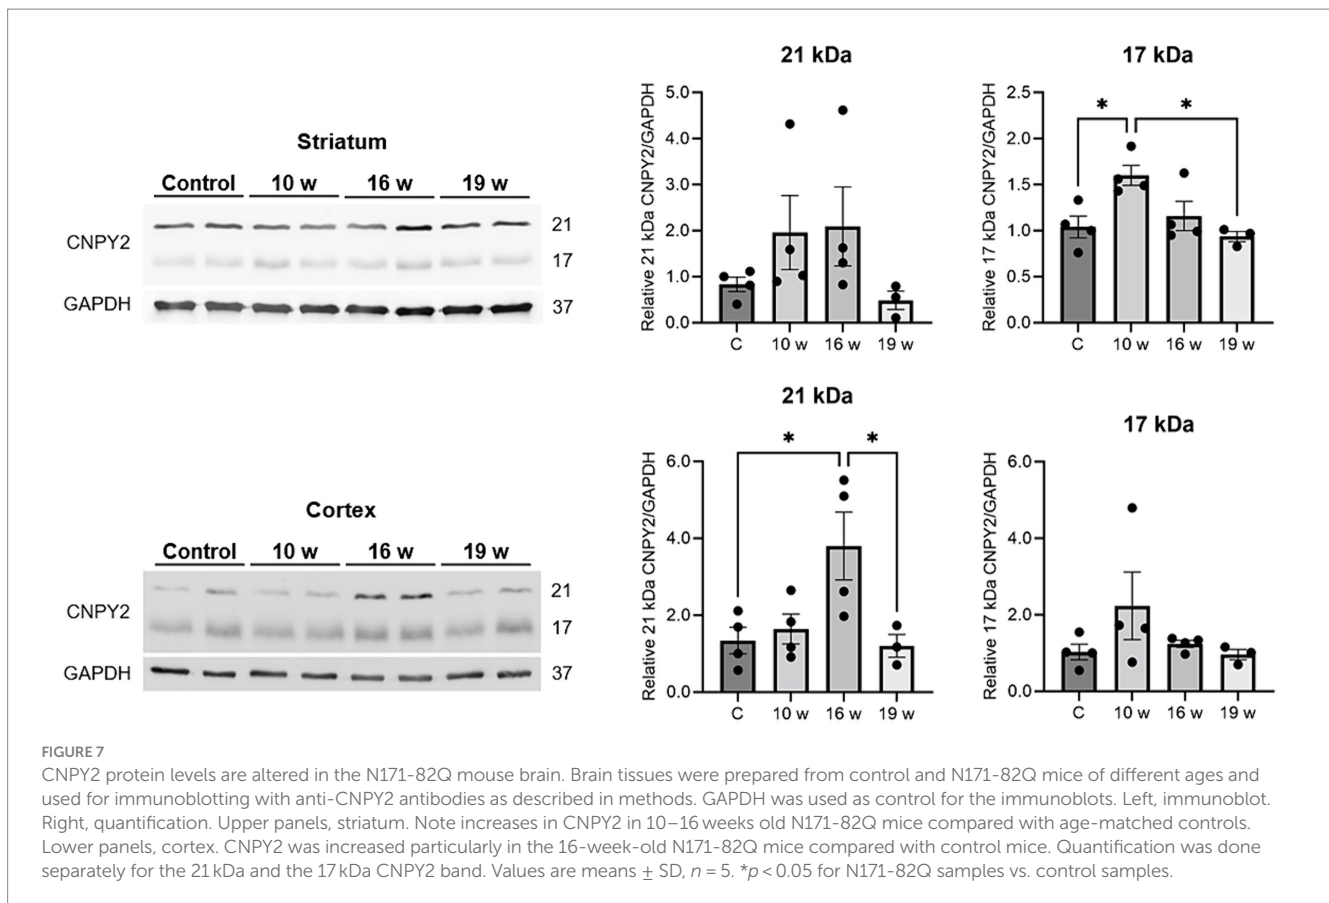 Striatum
Control 10 w 16 w 19 w
CNPY2
21
17
GAPDH
37
21 kDa
Relative 21 kDa CNPY2/GAPDH
5.0
4.0
3.0
2.0
1.0
0.0
C 10 w 16 w 19 w
17 kDa
Relative 17 kDa CNPY2/GAPDH
2.5
2.0
1.5
1.0
0.5
0.0
* *
C 10 w 16 w 19 w
Cortex
Control 10 w 16 w 19 w
CNPY2
21
17
GAPDH
37
21 kDa
Relative 21 kDa CNPY2/GAPDH
6.0
4.0
2.0
0.0
* *
C 10 w 16 w 19 w
17 kDa
Relative 17 kDa CNPY2/GAPDH
6.0
4.0
2.0
0.0
C 10 w 16 w 19 w
FIGURE 7
CNPY2 protein levels are altered in the N171-82Q mouse brain. Brain tissues were prepared from control and N171-82Q mice of different ages and
used for immunoblotting with anti-CNPY2 antibodies as described in methods. GAPDH was used as control for the immunoblots. Left, immunoblot.
Right, quantification. Upper panels, striatum. Note increases in CNPY2 in 10–16 weeks old N171-82Q mice compared with age-matched controls.
Lower panels, cortex. CNPY2 was increased particularly in the 16-week-old N171-82Q mice compared with control mice. Quantification was done
separately for the 21 kDa and the 17 kDa CNPY2 band. Values are means ± SD, n = 5. *p < 0.05 for N171-82Q samples vs. control samples.